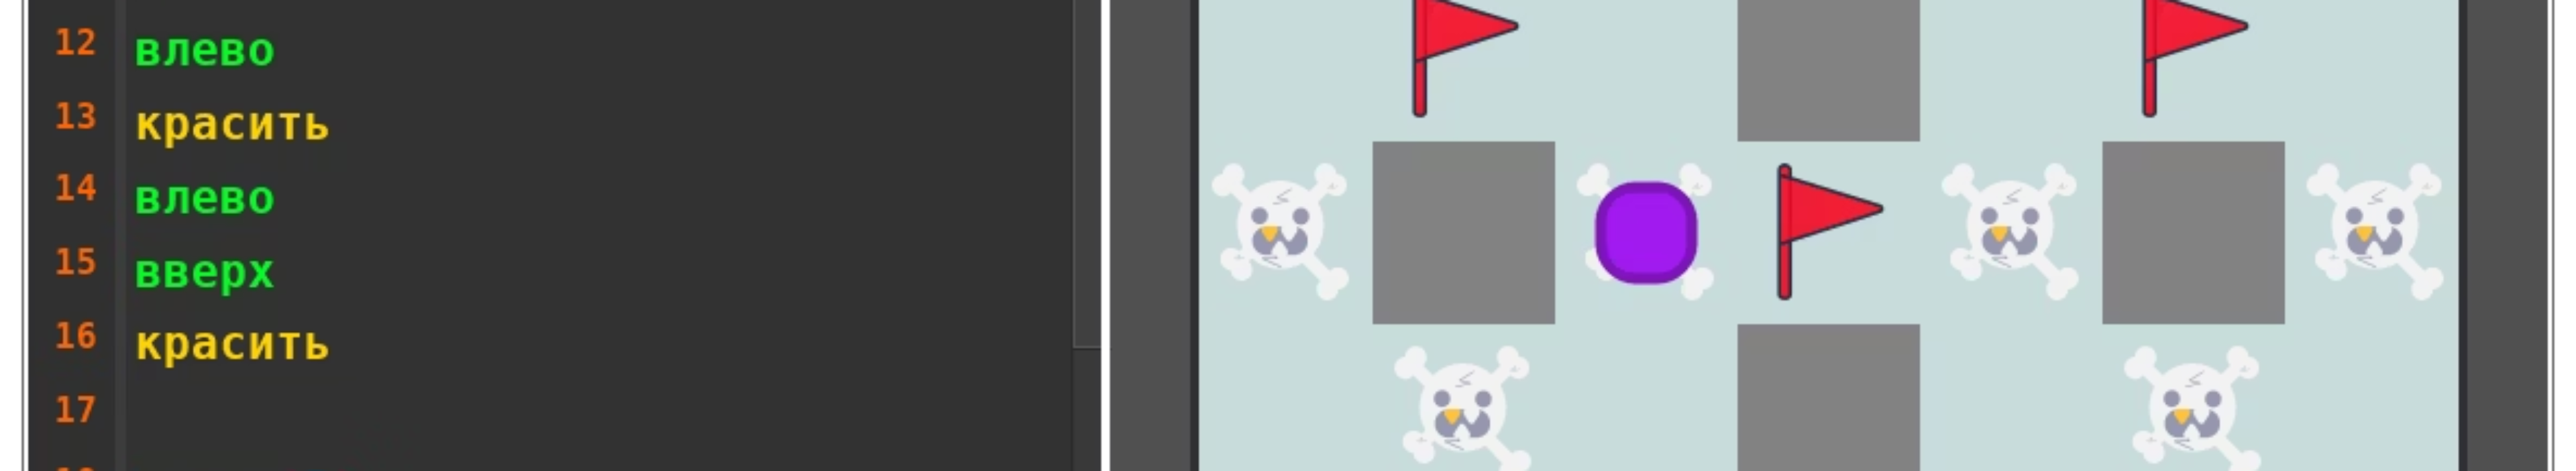 12 влево
13 красить
14 влево
15 вверх
16 красить
17